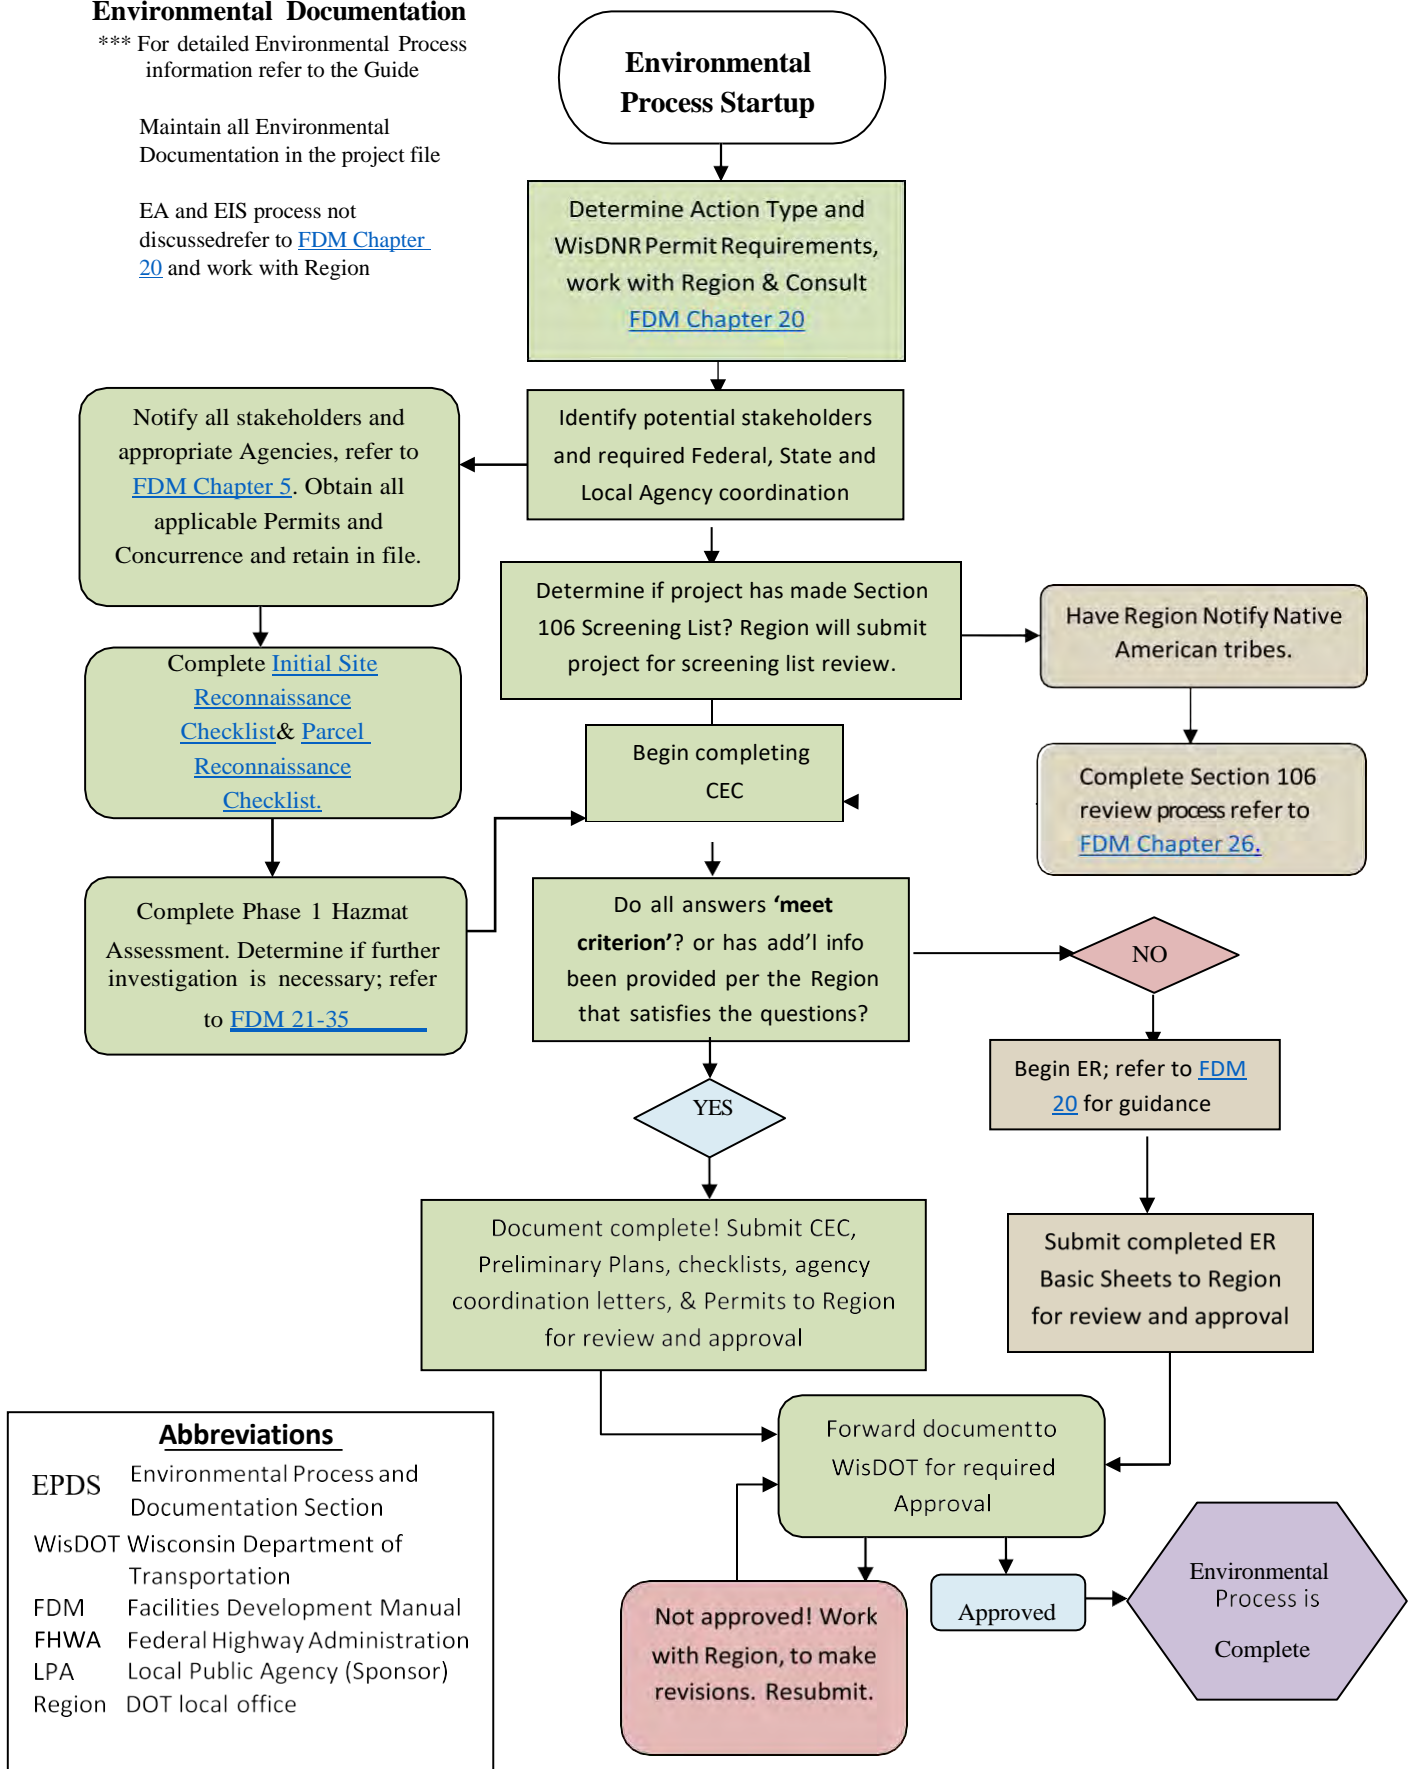 Environmental Documentation
*** For detailed Environmental Process
information refer to the Guide
Maintain all Environmental
Documentation in the project file
EA and EIS process not
discussedrefer to FDM Chapter
20 and work with Region
Environmental
Process Startup
Determine Action Type and
WisDNR Permit Requirements,
work with Region & Consult
FDM Chapter 20
Identify potential stakeholders
and required Federal, State and
Local Agency coordination
Notify all stakeholders and
appropriate Agencies, refer to
FDM Chapter 5. Obtain all
applicable Permits and
Concurrence and retain in file.
Determine if project has made Section
106 Screening List? Region will submit
project for screening list review.
Have Region Notify Native
American tribes.
Complete Initial Site
Reconnaissance
Checklist& Parcel
Reconnaissance
Checklist.
Begin completing
CEC
Complete Section 106
review process refer to
FDM Chapter 26.
Complete Phase 1 Hazmat
Assessment. Determine if further
investigation is necessary; refer
to FDM 21-35
Do all answers ‘meet
criterion’? or has add’l info
been provided per the Region
that satisfies the questions?
NO
YES
Begin ER; refer to FDM
20 for guidance
Document complete! Submit CEC,
Preliminary Plans, checklists, agency
coordination letters, & Permits to Region
for review and approval
Submit completed ER
Basic Sheets to Region
for review and approval
Forward document to
WisDOT for required
Approval
Not approved! Work
with Region, to make
revisions. Resubmit.
Approved
Environmental
Process is
Complete
Abbreviations
EPDS Environmental Process and
Documentation Section
WisDOT Wisconsin Department of
Transportation
FDM Facilities Development Manual
FHWA Federal Highway Administration
LPA Local Public Agency (Sponsor)
Region DOT local office